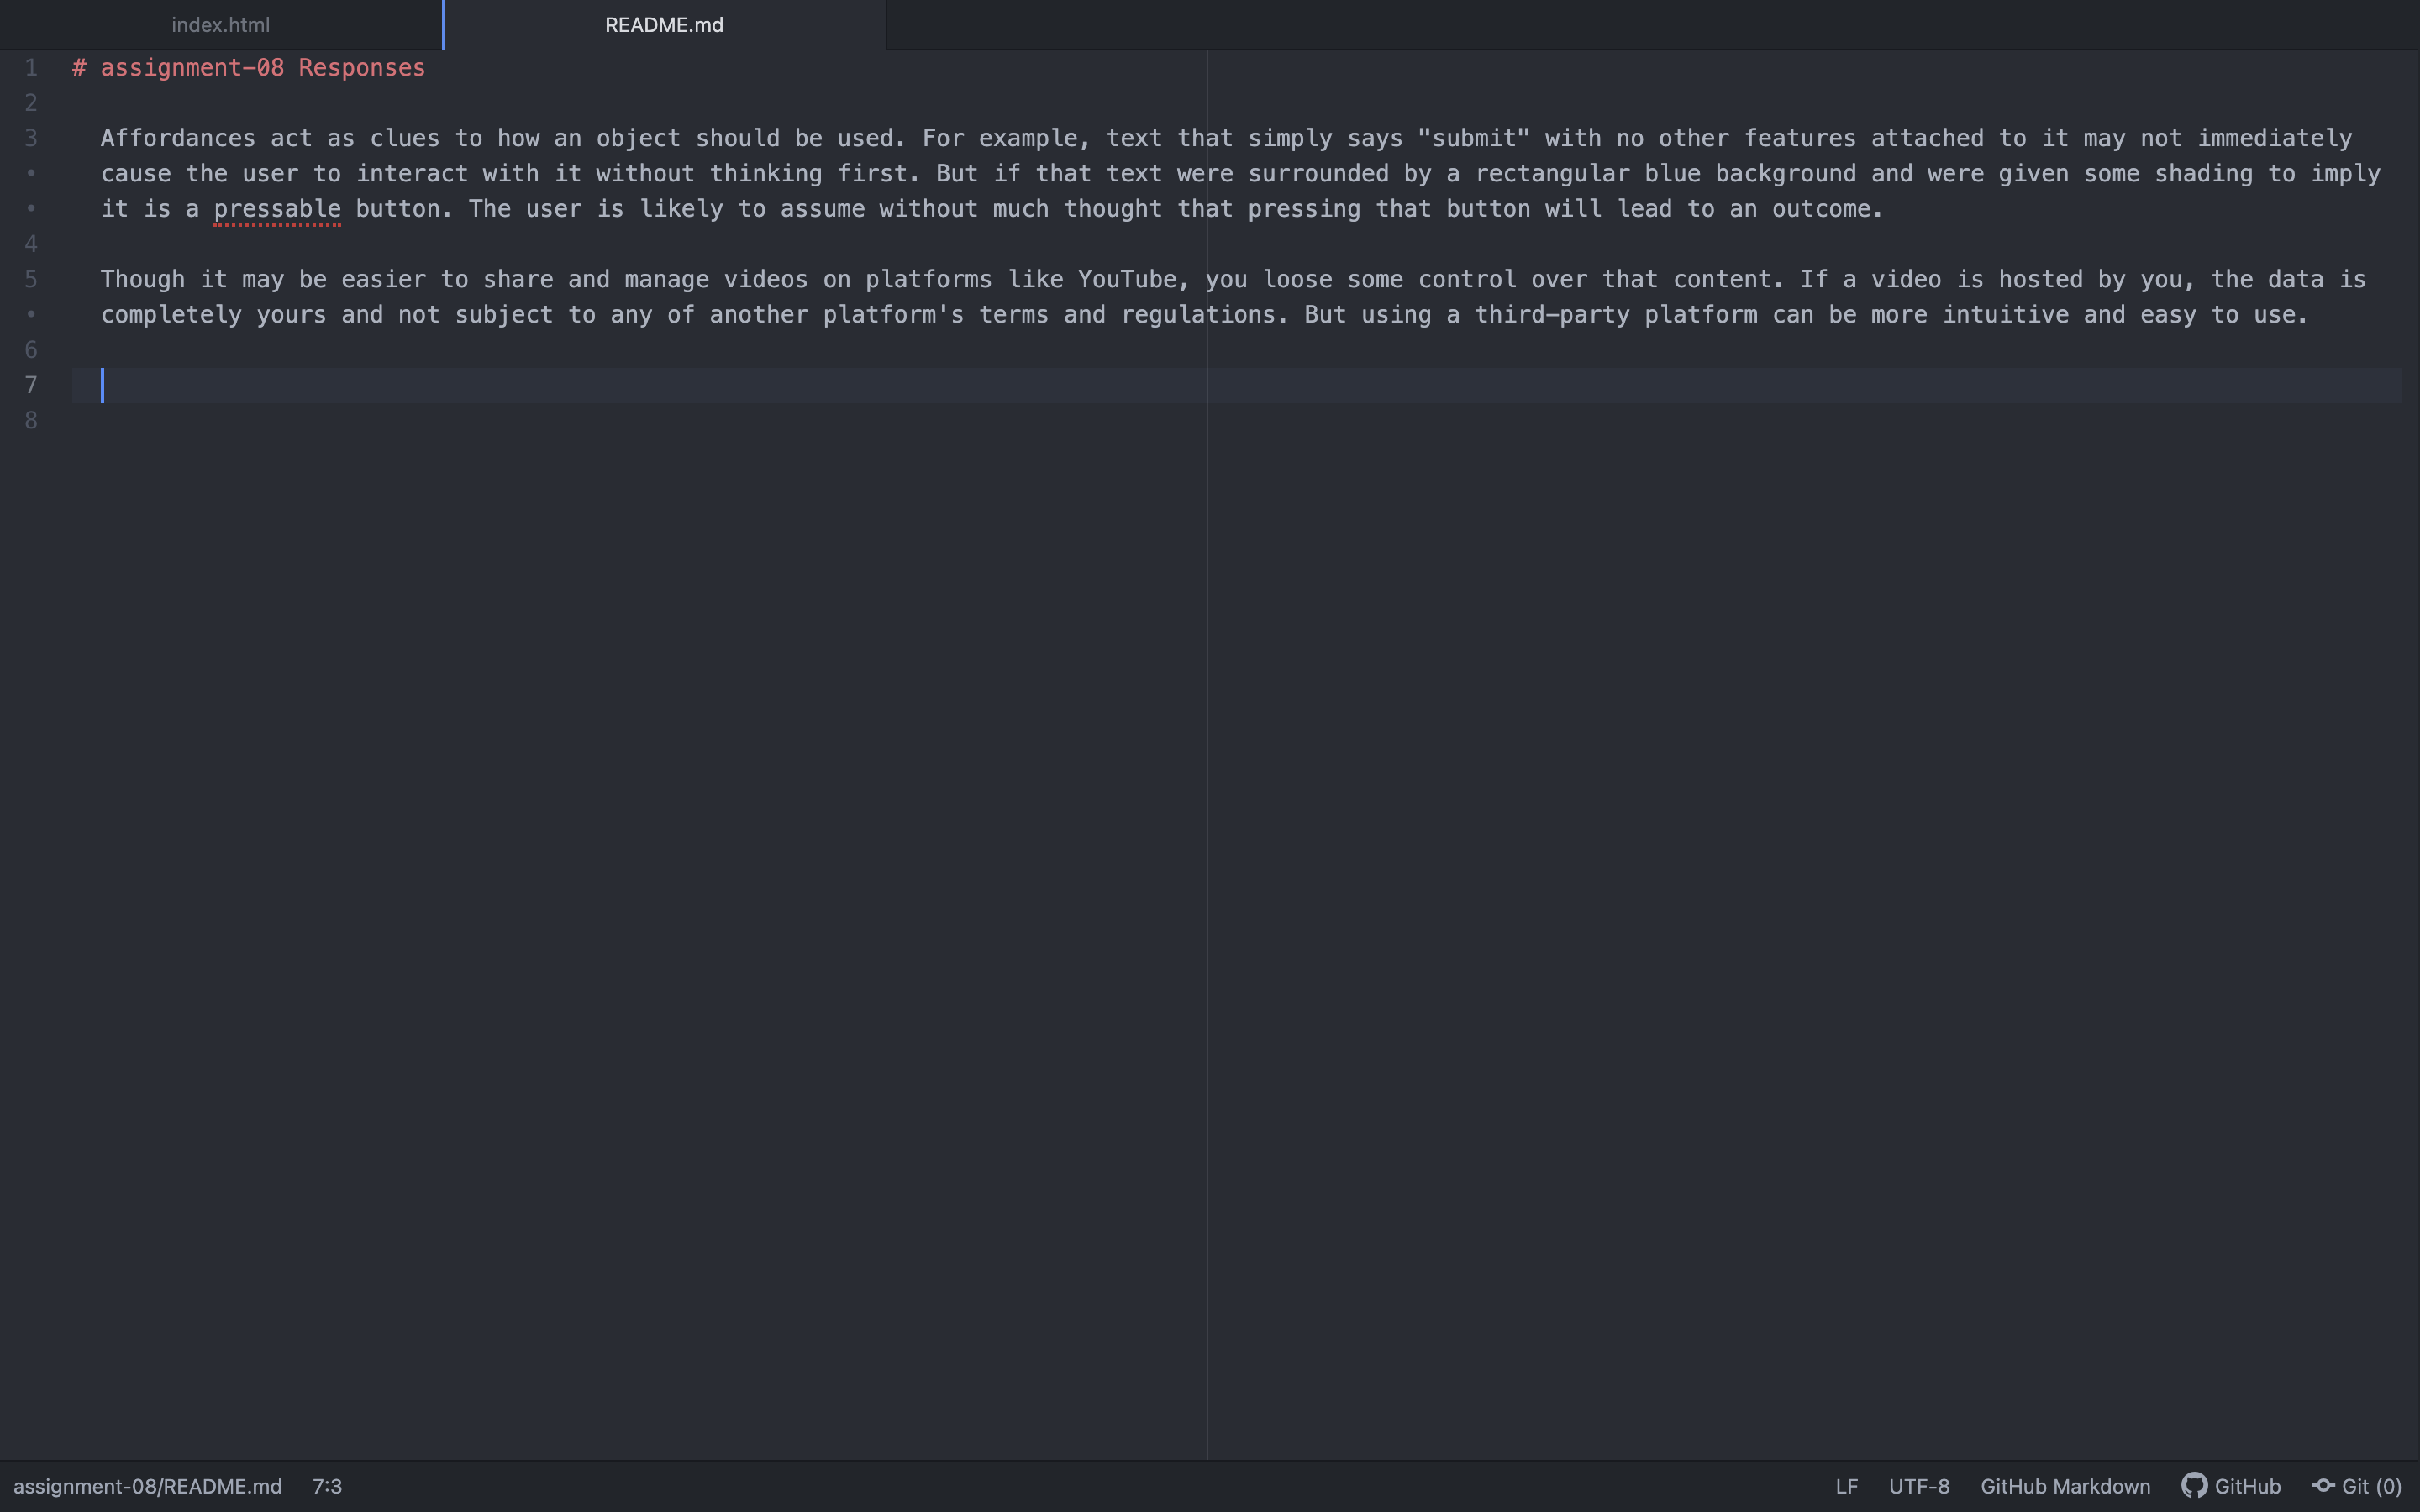 index.html
README.md
1 # assignment-08 Responses
2
3 Affordances act as clues to how an object should be used. For example, text that simply says "submit" with no other features attached to it may not immediately
• cause the user to interact with it without thinking first. But if that text were surrounded by a rectangular blue background and were given some shading to imply
• it is a pressable button. The user is likely to assume without much thought that pressing that button will lead to an outcome.
4
5 Though it may be easier to share and manage videos on platforms like YouTube, you loose some control over that content. If a video is hosted by you, the data is
• completely yours and not subject to any of another platform's terms and regulations. But using a third-party platform can be more intuitive and easy to use.
6
7
8
assignment-08/README.md 7:3 LF UTF-8 GitHub Markdown GitHub Git (0)